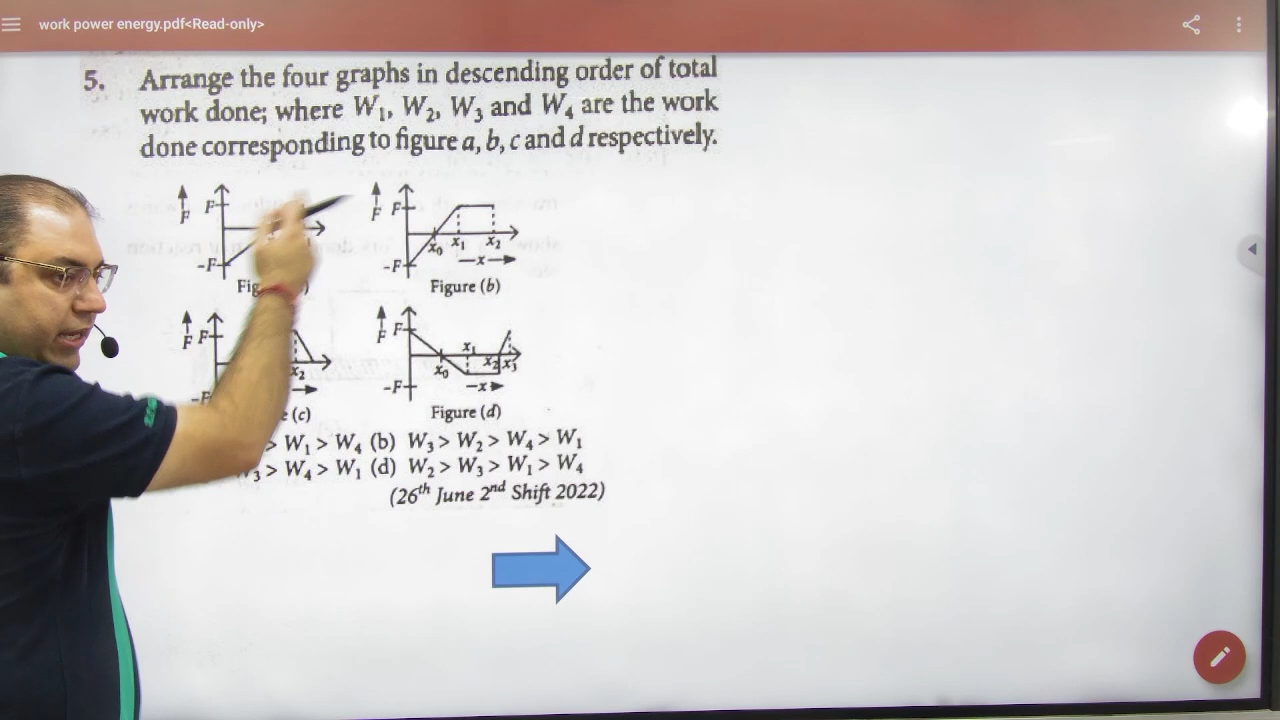 work power energy.pdf<Read-only>
5. Arrange the four graphs in descending order of total
work done; where W₁, W₂, W₃ and W₄ are the work
done corresponding to figure a, b, c and d respectively.
F F
-F
Fig
F F
x₀ x₁ x₂
-F
—x→
Figure (b)
F F
x₂
-F
(c)
F F
x₀ x₁ x₂ x₃
-F
—x→
Figure (d)
> W₁ > W₄ (b) W₃ > W₂ > W₄ > W₁
₃ > W₄ > W₁ (d) W₂ > W₃ > W₁ > W₄
(26th June 2nd Shift 2022)